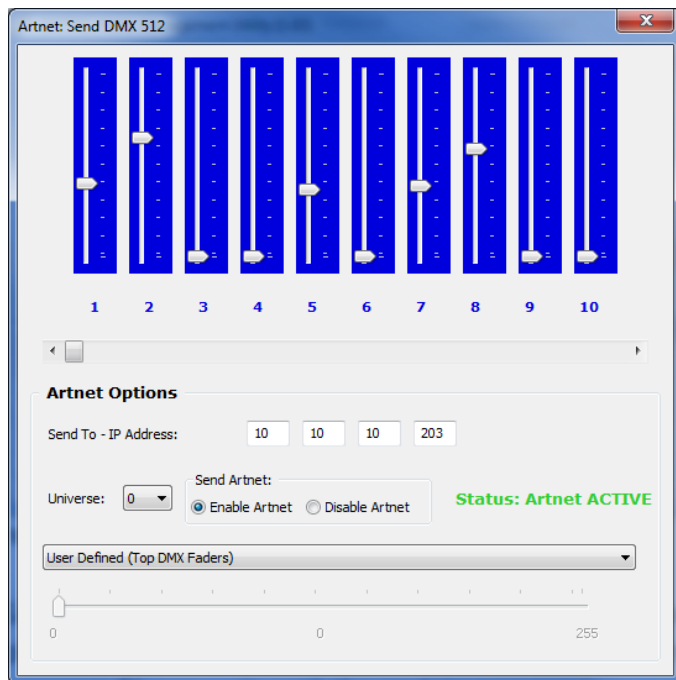 Artnet: Send DMX 512
1 2 3 4 5 6 7 8 9 10
Artnet Options
Send To - IP Address: 10 10 10 203
Send Artnet:
Universe: 0 Enable Artnet Disable Artnet Status: Artnet ACTIVE
User Defined (Top DMX Faders)
0 0 255